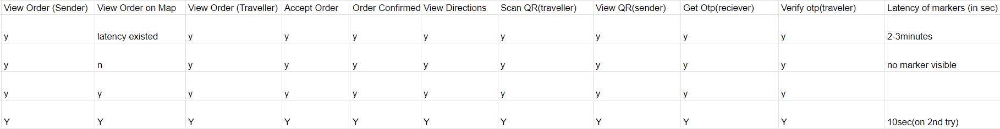 View Order (Sender) View Order on Map View Order (Traveller) Accept Order Order Confirmed View Directions Scan QR(traveller) View QR(sender) Get Otp(reciever) Verify otp(traveler) Latency of markers (in sec)
y latency existed y y y y y y y y 2-3minutes
y n y y y y y y y y no marker visible
y y y y y y y y y y
Y Y Y Y Y Y Y Y Y Y 10sec(on 2nd try)